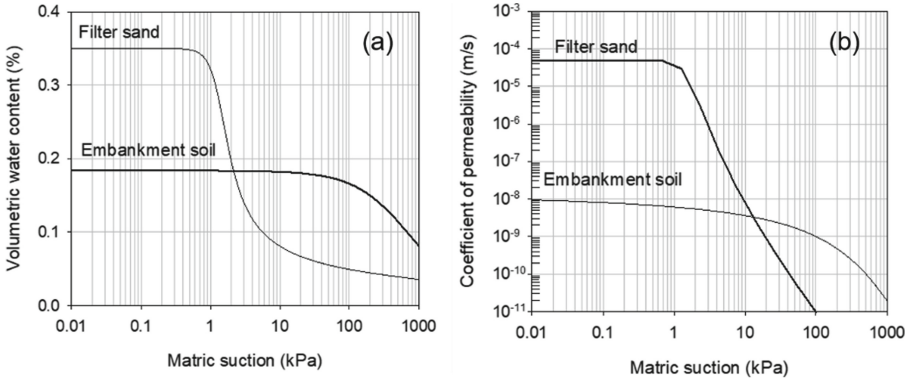 (a)
Volumetric water content (%)
0.4
0.3
0.2
0.1
0.0
Filter sand
Embankment soil
0.01 0.1 1 10 100 1000
Matric suction (kPa)
(b)
Coefficient of permeability (m/s)
10⁻³
10⁻⁴
10⁻⁵
10⁻⁶
10⁻⁷
10⁻⁸
10⁻⁹
10⁻¹⁰
10⁻¹¹
Filter sand
Embankment soil
0.01 0.1 1 10 100 1000
Matric suction (kPa)